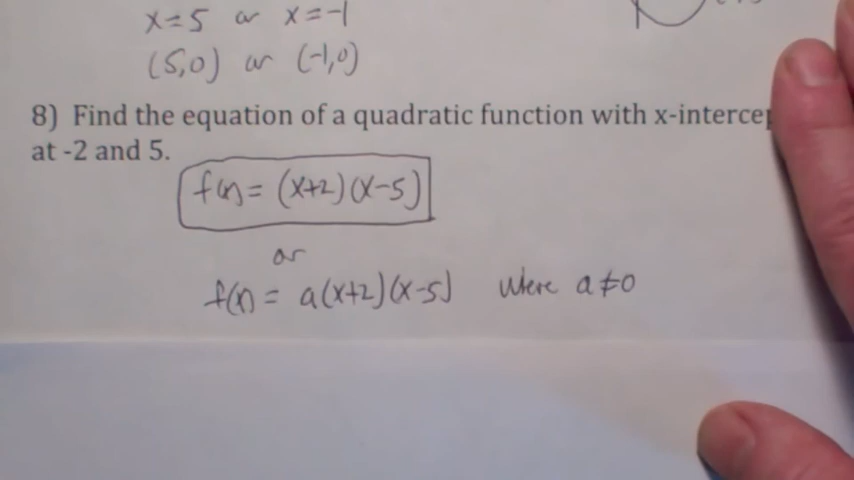 x=5 or x=-1
(5,0) or (-1,0)
8) Find the equation of a quadratic function with x-intercep
at -2 and 5.
f(x) = (x+2)(x-5)
or
f(x) = a(x+2)(x-5) where a≠0